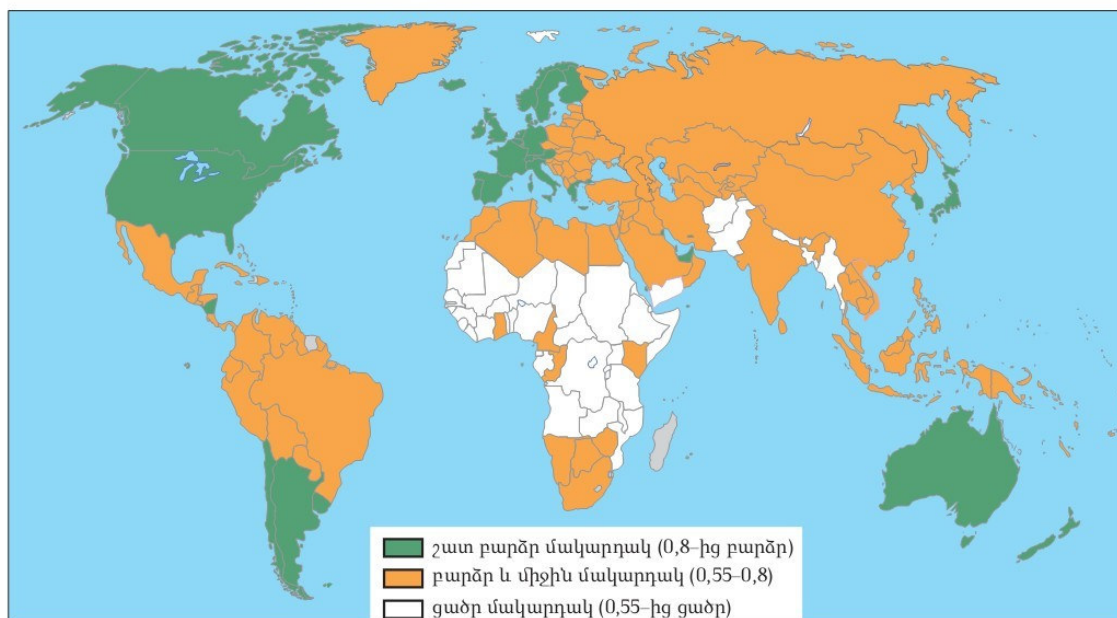 շատ բարձր մակարդակ (0,8–ից բարձր)
բարձր և միջին մակարդակ (0,55–0,8)
ցածր մակարդակ (0,55–ից ցածր)